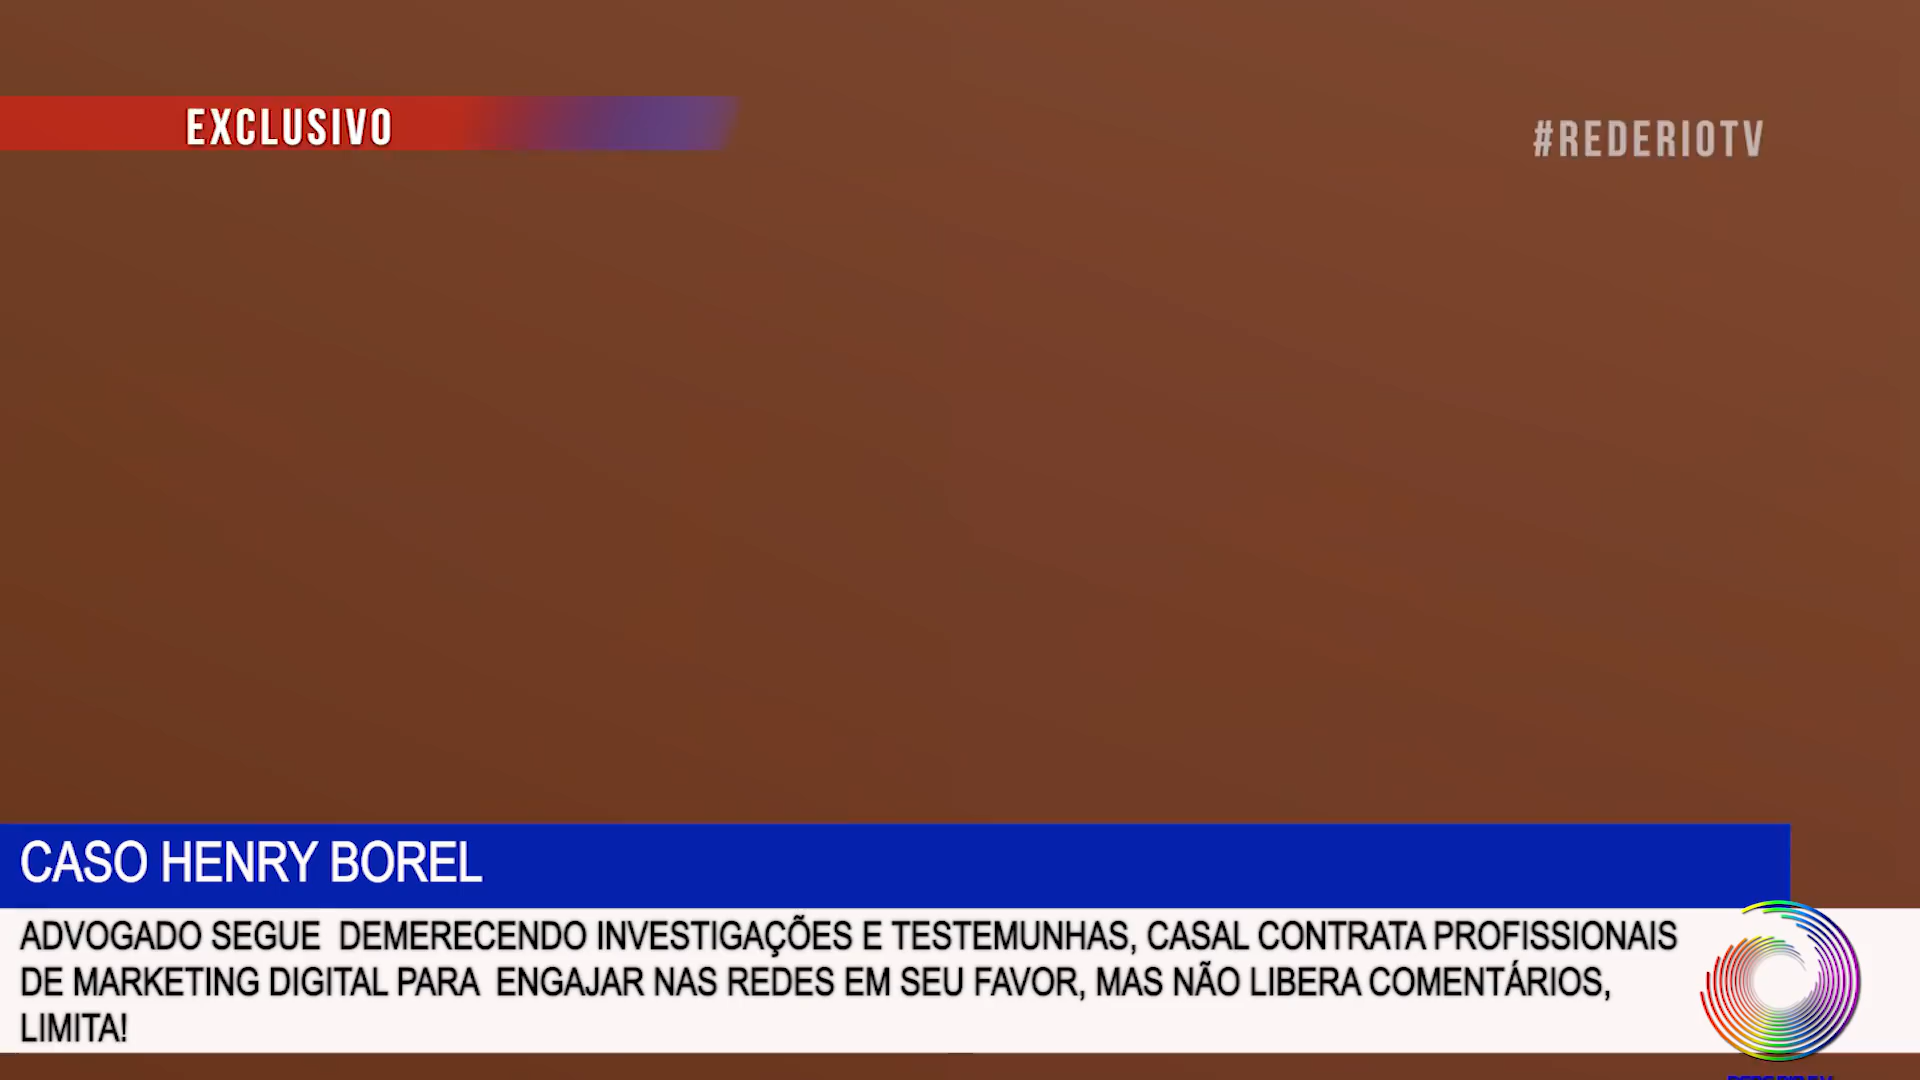 EXCLUSIVO
#REDERIOTV
CASO HENRY BOREL
ADVOGADO SEGUE DEMERECENDO INVESTIGAÇÕES E TESTEMUNHAS, CASAL CONTRATA PROFISSIONAIS
DE MARKETING DIGITAL PARA ENGAJAR NAS REDES EM SEU FAVOR, MAS NÃO LIBERA COMENTÁRIOS,
LIMITA!